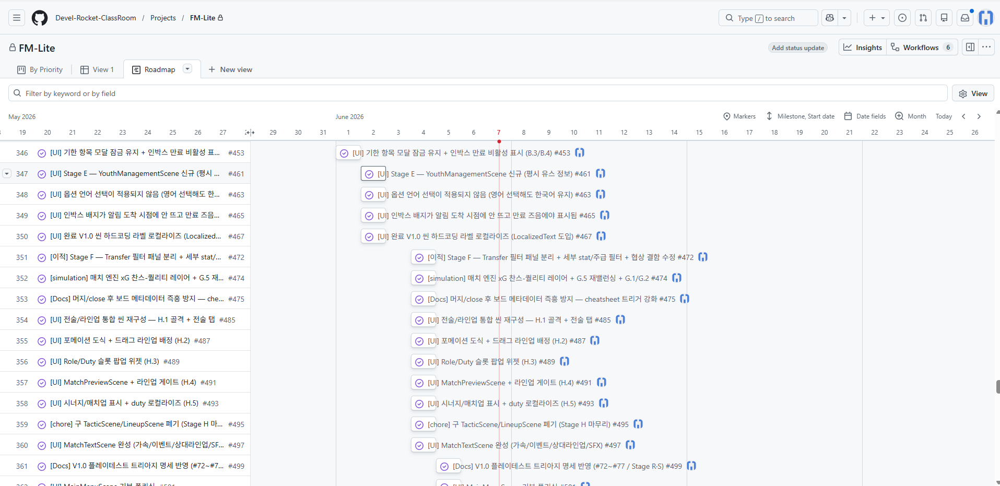 Devel-Rocket-ClassRoom / Projects / FM-Lite
Type / to search
FM-Lite
Add status update
Insights
Workflows 6
By Priority
View 1
Roadmap
New view
Filter by keyword or by field
View
May 2026
June 2026
Markers
Milestone, Start date
Date fields
Month
Today
19 20 21 22 23 24 25 26 27 29 30 31 1 2 3 4 5 6 7 8 9 10 11 12 13 14 15 16 17 18 19 20 21 22 23 24 25 26
346 [UI] 기한 항목 모달 잠금 유지 + 인박스 만료 비활성 표... #453
[UI] 기한 항목 모달 잠금 유지 + 인박스 만료 비활성 표시 (B.3/B.4) #453
347 [UI] Stage E — YouthManagementScene 신규 (평시 ... #461
[UI] Stage E — YouthManagementScene 신규 (평시 유스 정보) #461
348 [UI] 옵션 언어 선택이 적용되지 않음 (영어 선택해도 한... #463
[UI] 옵션 언어 선택이 적용되지 않음 (영어 선택해도 한국어 유지) #463
349 [UI] 인박스 배지가 알림 도착 시점에 안 뜨고 만료 즈음... #465
[UI] 인박스 배지가 알림 도착 시점에 안 뜨고 만료 즈음에야 표시됨 #465
350 [UI] 완료 V1.0 씬 하드코딩 라벨 로컬라이즈 (Localized... #467
[UI] 완료 V1.0 씬 하드코딩 라벨 로컬라이즈 (LocalizedText 도입) #467
351 [이적] Stage F — Transfer 필터 패널 분리 + 세부 stat/... #472
[이적] Stage F — Transfer 필터 패널 분리 + 세부 stat/주급 필터 + 협상 결함 수정 #472
352 [simulation] 매치 엔진 xG 찬스-퀄리티 레이어 + G.5 재... #474
[simulation] 매치 엔진 xG 찬스-퀄리티 레이어 + G.5 재밸런싱 + G.1/G.2 #474
353 [Docs] 머지/close 후 보드 메타데이터 즉흥 방지 — che... #475
[Docs] 머지/close 후 보드 메타데이터 즉흥 방지 — cheatsheet 트리거 강화 #475
354 [UI] 전술/라인업 통합 씬 재구성 — H.1 골격 + 전술 탭 #485
[UI] 전술/라인업 통합 씬 재구성 — H.1 골격 + 전술 탭 #485
355 [UI] 포메이션 도식 + 드래그 라인업 배정 (H.2) #487
[UI] 포메이션 도식 + 드래그 라인업 배정 (H.2) #487
356 [UI] Role/Duty 슬롯 팝업 위젯 (H.3) #489
[UI] Role/Duty 슬롯 팝업 위젯 (H.3) #489
357 [UI] MatchPreviewScene + 라인업 게이트 (H.4) #491
[UI] MatchPreviewScene + 라인업 게이트 (H.4) #491
358 [UI] 시너지/매치업 표시 + duty 로컬라이즈 (H.5) #493
[UI] 시너지/매치업 표시 + duty 로컬라이즈 (H.5) #493
359 [chore] 구 TacticScene/LineupScene 폐기 (Stage H 마... #495
[chore] 구 TacticScene/LineupScene 폐기 (Stage H 마무리) #495
360 [UI] MatchTextScene 완성 (가속/이벤트/상대라인업/SF... #497
[UI] MatchTextScene 완성 (가속/이벤트/상대라인업/SFX) #497
361 [Docs] V1.0 플레이테스트 트리아지 명세 반영 (#72~#7... #499
[Docs] V1.0 플레이테스트 트리아지 명세 반영 (#72~#77 / Stage R·S) #499